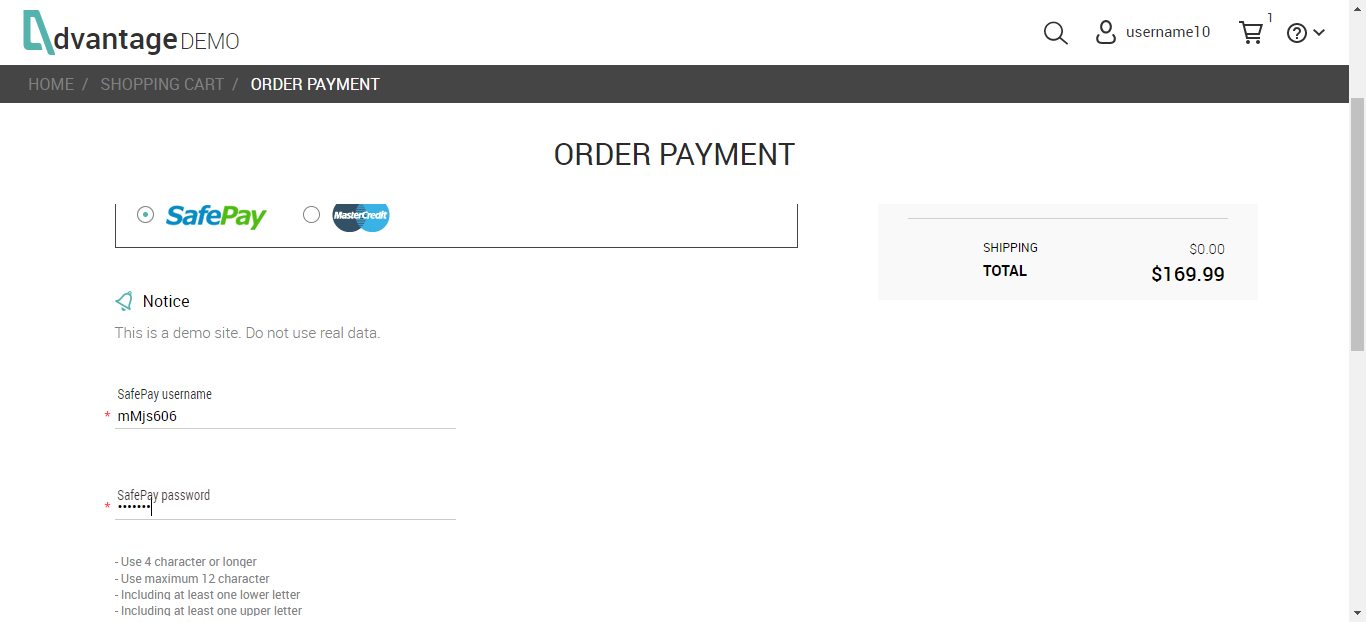 dvantage DEMO
username10
1
?
HOME / SHOPPING CART / ORDER PAYMENT
ORDER PAYMENT
SafePay
MasterCredit
SHIPPING $0.00
TOTAL $169.99
Notice
This is a demo site. Do not use real data.
SafePay username
* mMjs606
SafePay password
* •••••••
- Use 4 character or longer
- Use maximum 12 character
- Including at least one lower letter
- Including at least one upper letter